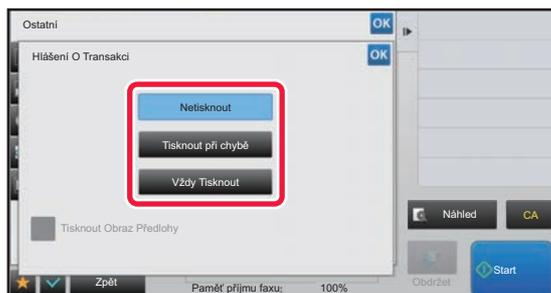 Ostatní
OK
Hlášení O Transakci
OK
Netisknout
Tisknout při chybě
Vždy Tisknout
Tisknout Obraz Předlohy
Náhled
CA
Zpět
Paměť příjmu faxu:
100%
Obdržet
Start